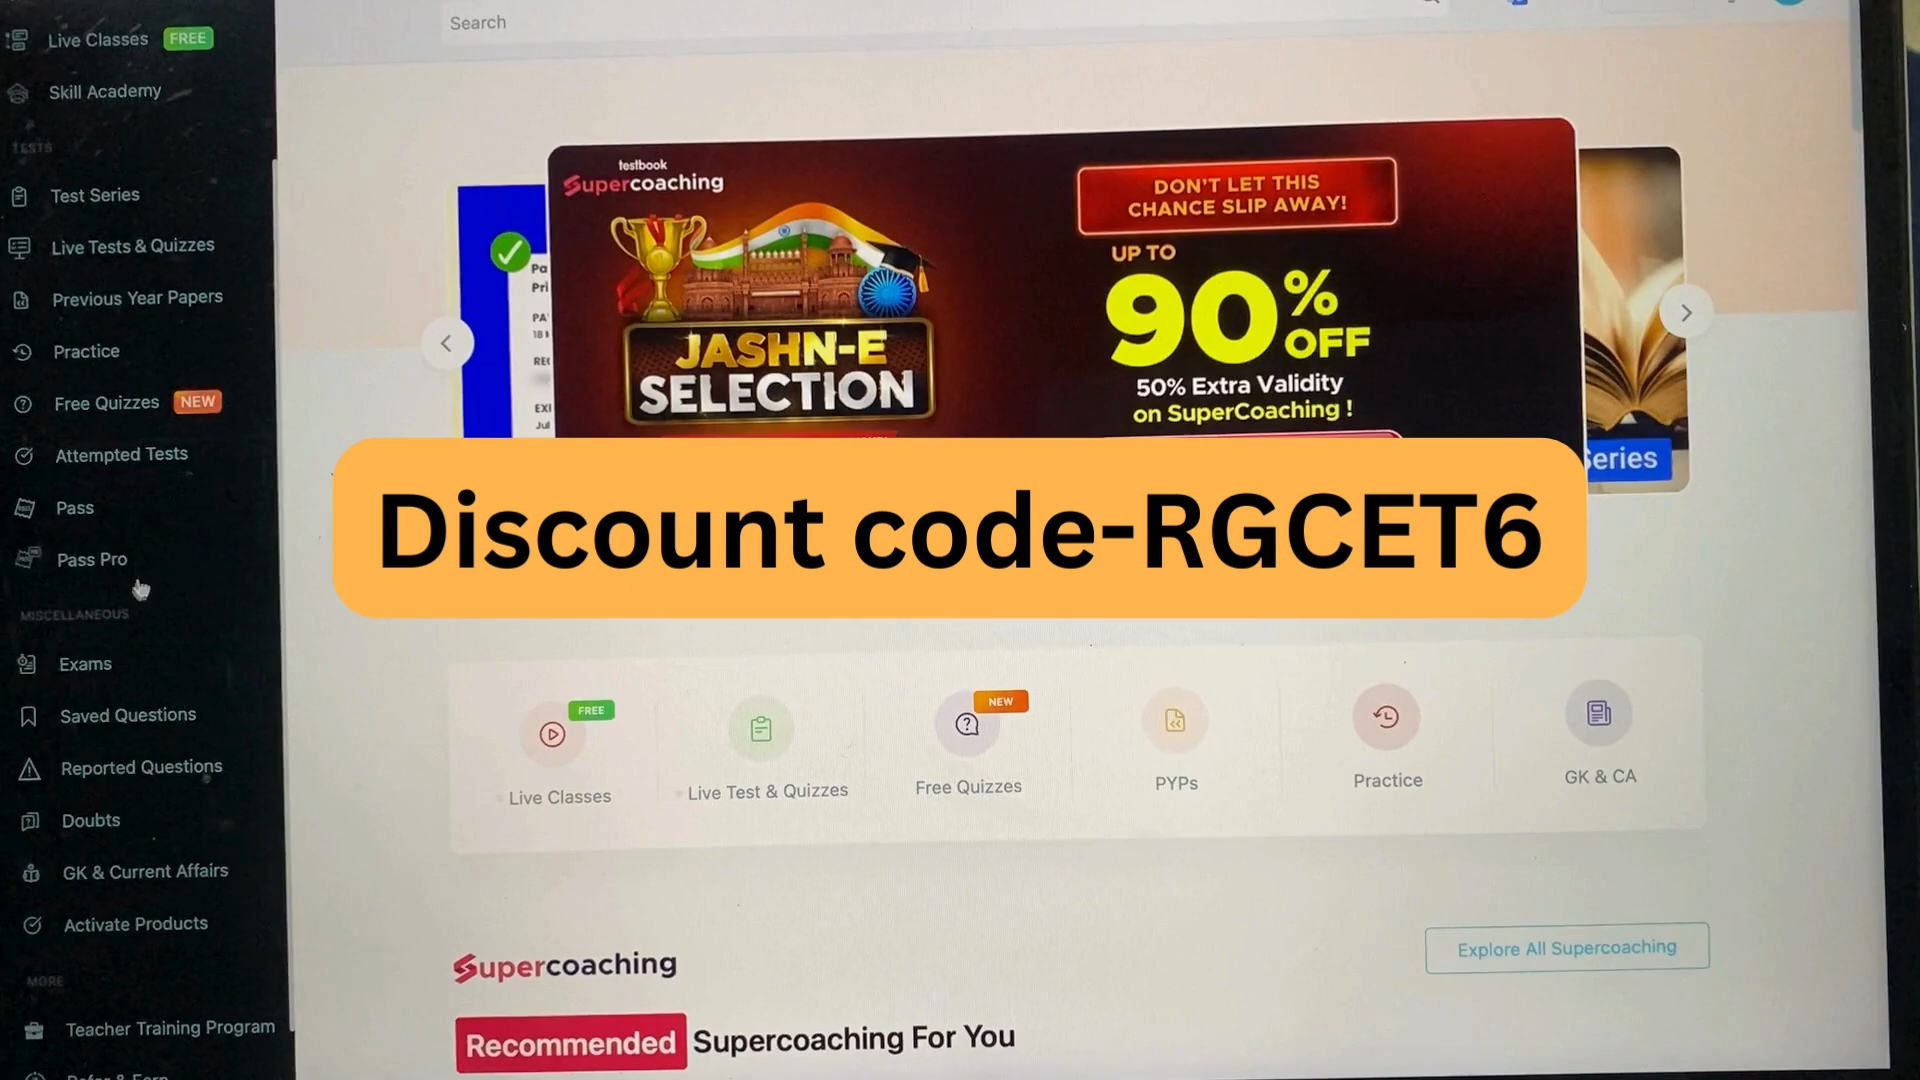 Search
Live Classes FREE
Skill Academy
TESTS
Test Series
Live Tests & Quizzes
Previous Year Papers
Practice
Free Quizzes NEW
Attempted Tests
Pass
Pass Pro
MISCELLANEOUS
Exams
Saved Questions
Reported Questions
Doubts
GK & Current Affairs
Activate Products
MORE
Teacher Training Program
testbook
Supercoaching
JASHN-E
SELECTION
DON'T LET THIS
CHANCE SLIP AWAY!
UP TO
90% OFF
50% Extra Validity
on SuperCoaching !
Series
Discount code-RGCET6
FREE
Live Classes
Live Test & Quizzes
NEW
Free Quizzes
PYPs
Practice
GK & CA
Supercoaching
Explore All Supercoaching
Recommended Supercoaching For You